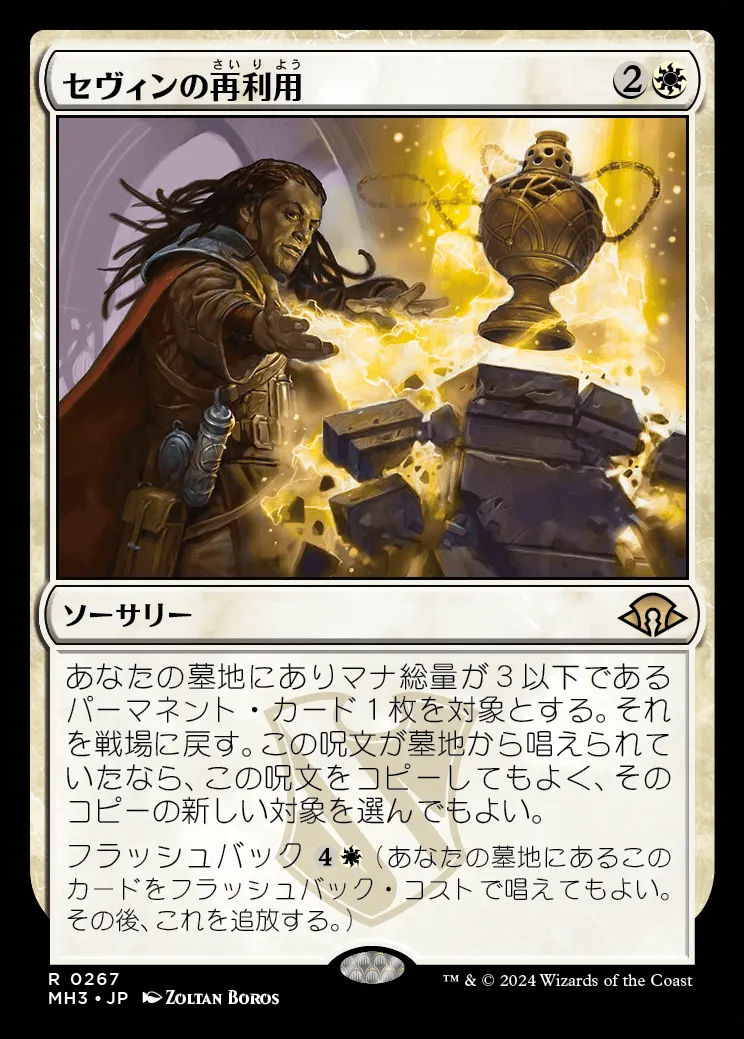 さいりよう
セヴィンの再利用 2
ソーサリー
あなたの墓地にありマナ総量が３以下である
パーマネント・カード１枚を対象とする。それ
を戦場に戻す。この呪文が墓地から唱えられて
いたなら、この呪文をコピーしてもよく、その
コピーの新しい対象を選んでもよい。
フラッシュバック 4（あなたの墓地にあるこの
カードをフラッシュバック・コストで唱えてもよい。
その後、これを追放する。）
R 0267
MH3 • JP ZOLTAN BOROS
™ & © 2024 Wizards of the Coast